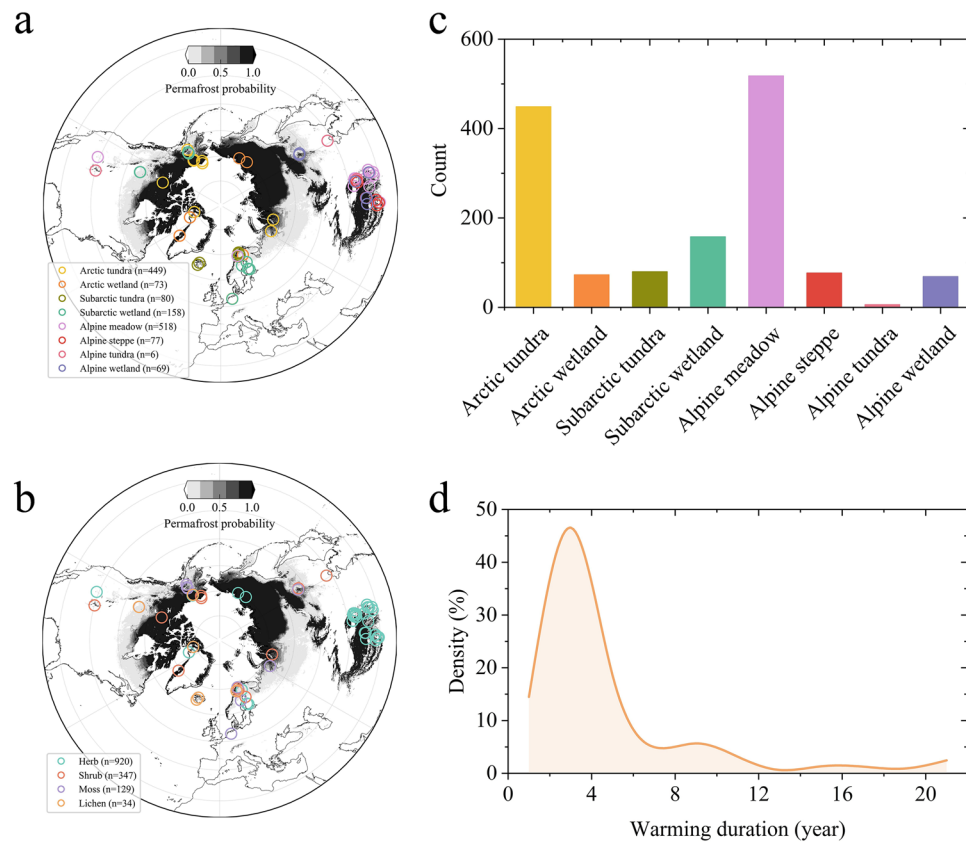 a
0.0 0.5 1.0
Permafrost probability
Arctic tundra (n=449)
Arctic wetland (n=73)
Subarctic tundra (n=80)
Subarctic wetland (n=158)
Alpine meadow (n=518)
Alpine steppe (n=77)
Alpine tundra (n=6)
Alpine wetland (n=69)
c
600
400
200
0
Count
Arctic tundra
Arctic wetland
Subarctic tundra
Subarctic wetland
Alpine meadow
Alpine steppe
Alpine tundra
Alpine wetland
b
0.0 0.5 1.0
Permafrost probability
Herb (n=920)
Shrub (n=347)
Moss (n=129)
Lichen (n=34)
d
50
40
30
20
10
0
Density (%)
0 4 8 12 16 20
Warming duration (year)